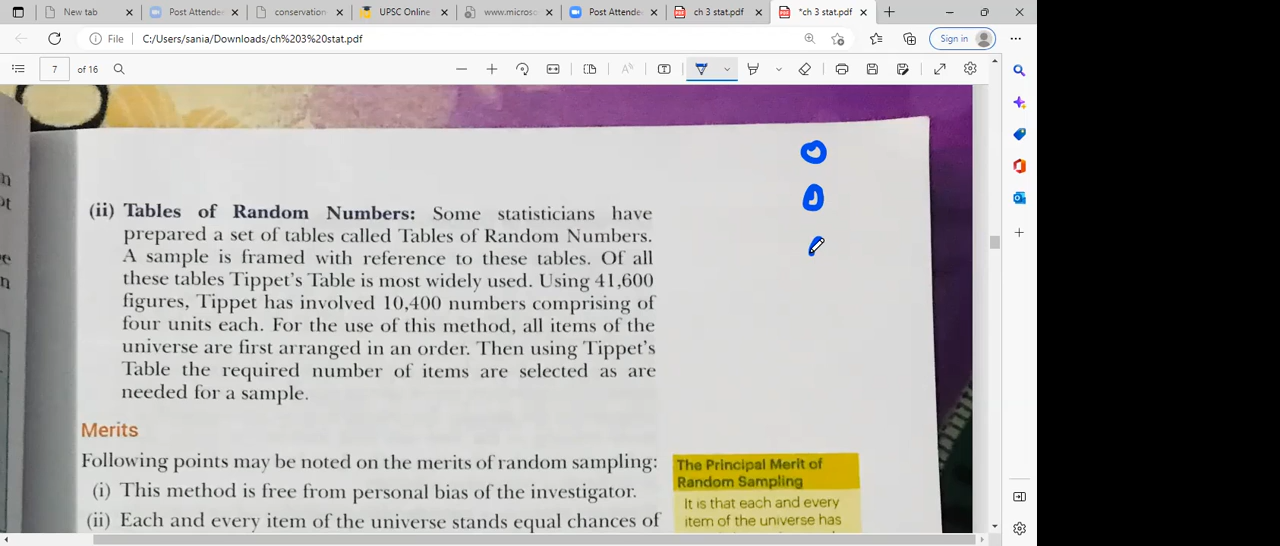 New tab
Post Attende
conservation
UPSC Online
www.micros
Post Attende
ch 3 stat.pdf
*ch 3 stat.pdf
File
C:/Users/sania/Downloads/ch%203%20stat.pdf
Sign in
7 of 16
(ii) Tables of Random Numbers: Some statisticians have
prepared a set of tables called Tables of Random Numbers.
A sample is framed with reference to these tables. Of all
these tables Tippet's Table is most widely used. Using 41,600
figures, Tippet has involved 10,400 numbers comprising of
four units each. For the use of this method, all items of the
universe are first arranged in an order. Then using Tippet's
Table the required number of items are selected as are
needed for a sample.
Merits
Following points may be noted on the merits of random sampling:
(i) This method is free from personal bias of the investigator.
(ii) Each and every item of the universe stands equal chances of
The Principal Merit of
Random Sampling
It is that each and every
item of the universe has